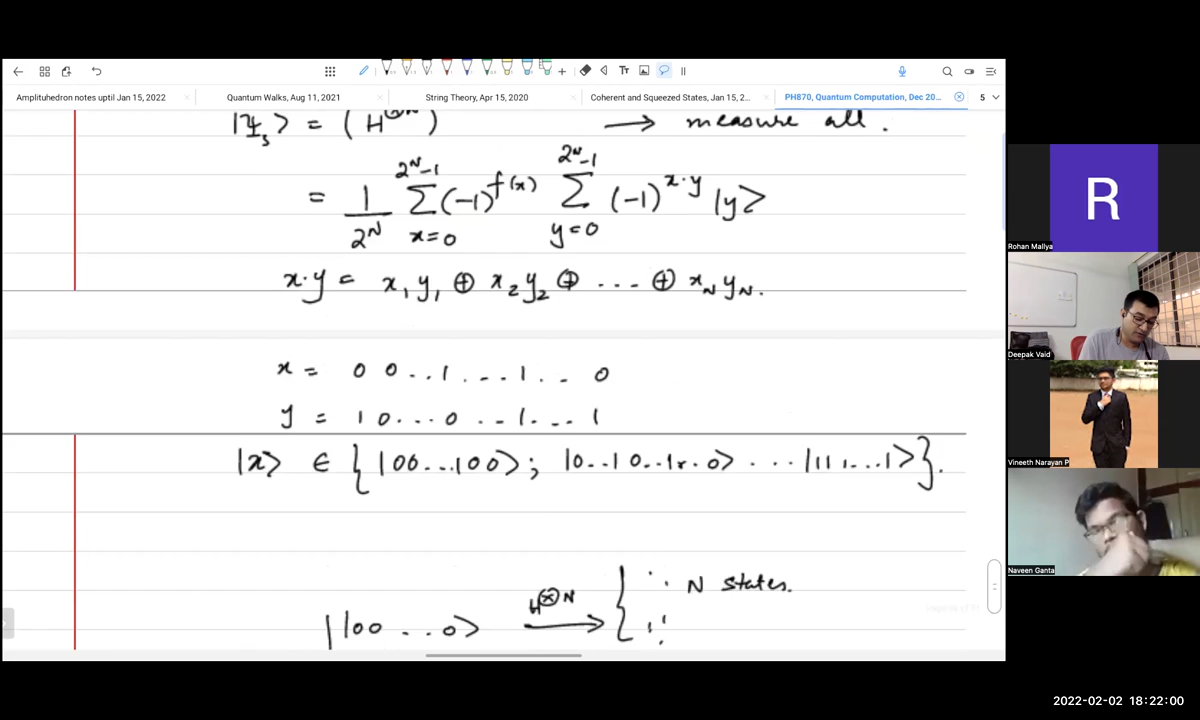 Amplituhedron notes uptil Jan 15, 2022 Quantum Walks, Aug 11, 2021 String Theory, Apr 15, 2020 Coherent and Squeezed States, Jan 15, 2... PH870, Quantum Computation, Dec 20... 5
|Ψ₃> = (H^⊗N) → measure all.
= 1/2^N ∑_{x=0}^{2^N-1} (-1)^{f(x)} ∑_{y=0}^{2^N-1} (-1)^{x·y} |y>
x·y = x₁y₁ ⊕ x₂y₂ ⊕ ... ⊕ x_N y_N.
x = 0 0 . . 1 . . . 1 . . 0
y = 1 0 . . . 0 . . 1 . . . 1
|x> ∈ { |00...100> ; |0..10..1..0> ... |111...1> }.
|100...0> H^⊗N → { N states.
Rohan Mallya
Deepak Vaid
Vineeth Narayan P
Naveen Ganta
R
2022-02-02 18:22:00